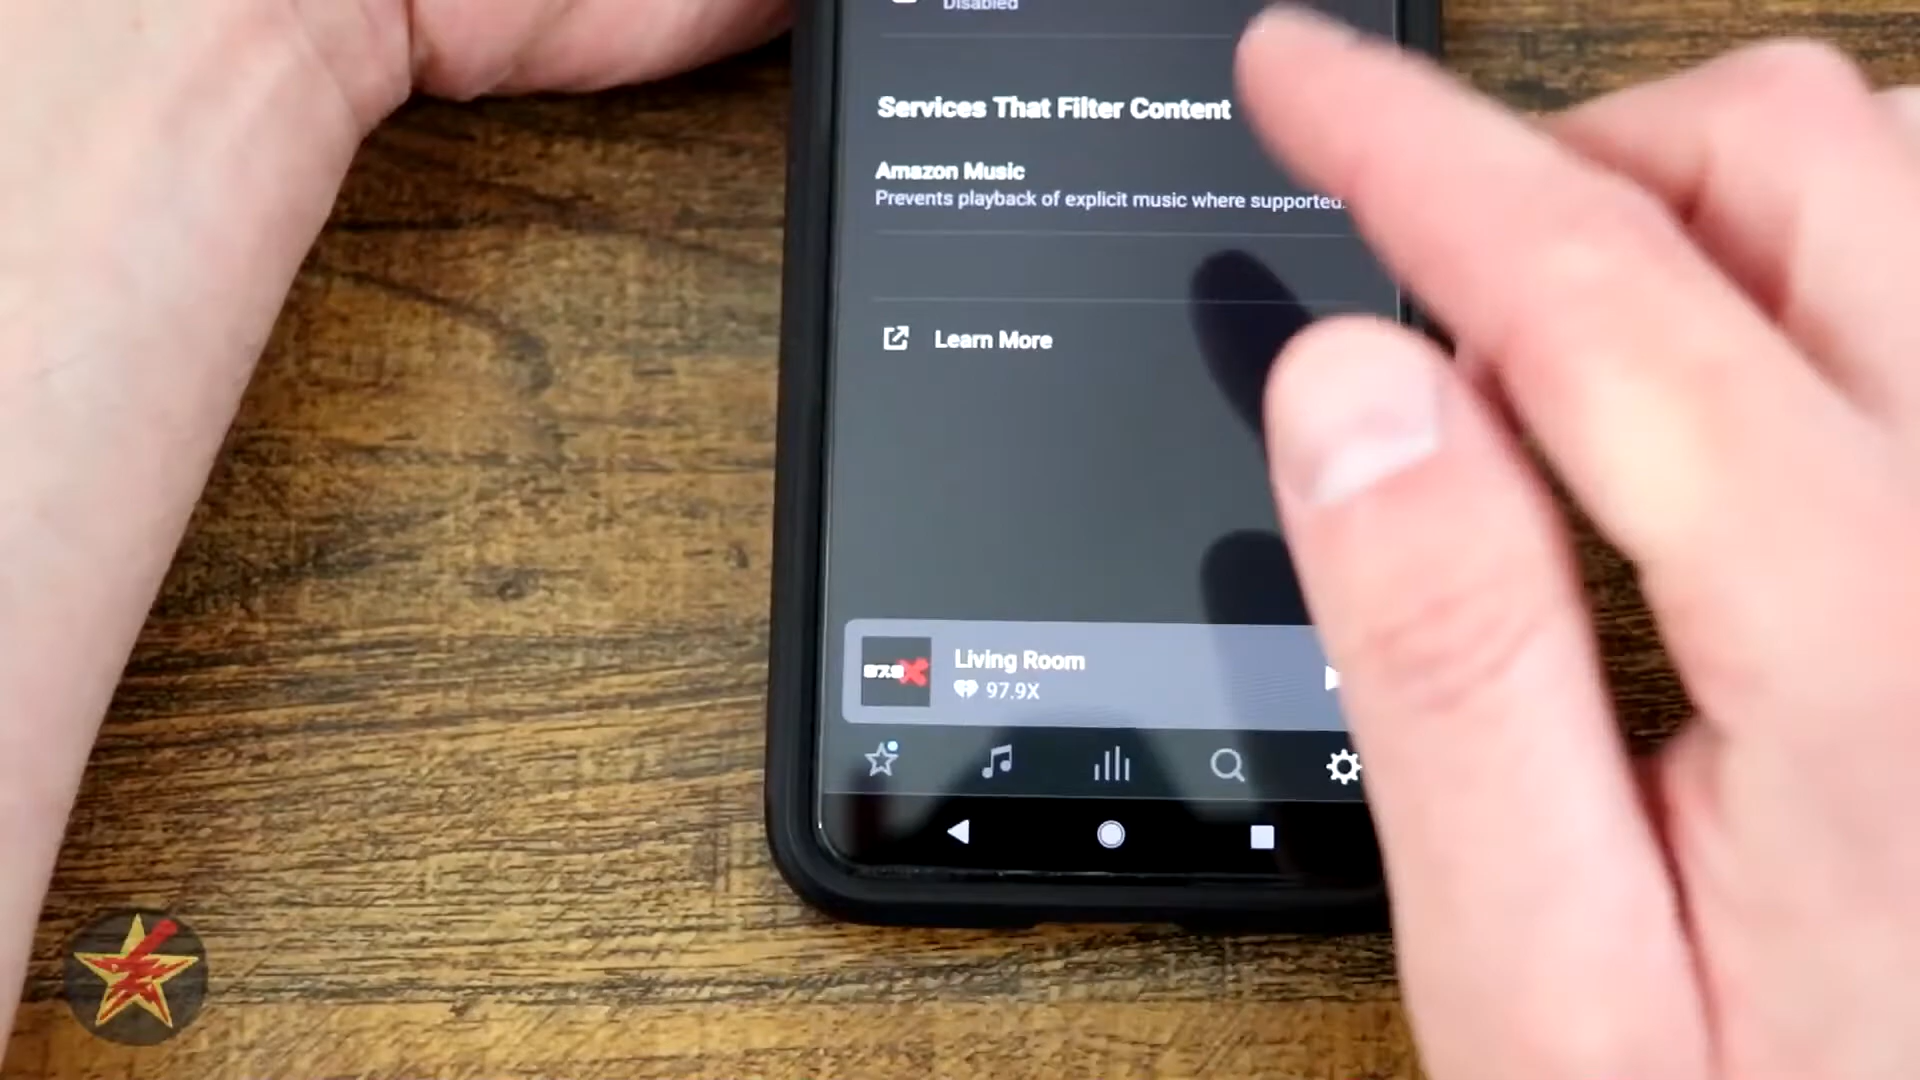 Disabled
Services That Filter Content
Amazon Music
Prevents playback of explicit music where supported.
Learn More
Living Room
97.9X